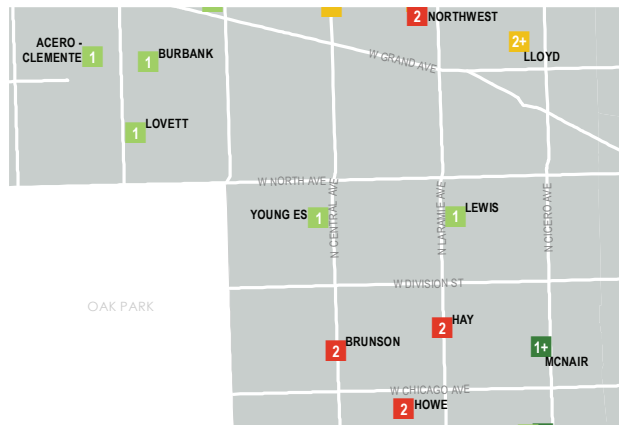 2 NORTHWEST
ACERO -
CLEMENTE 1
1 BURBANK
2+
LLOYD
W GRAND AVE
1 LOVETT
W NORTH AVE
N CENTRAL AVE
N LARAMIE AVE
N CICERO AVE
YOUNG ES 1
1 LEWIS
W DIVISION ST
OAK PARK
2 HAY
2 BRUNSON
1+
MCNAIR
W CHICAGO AVE
2 HOWE